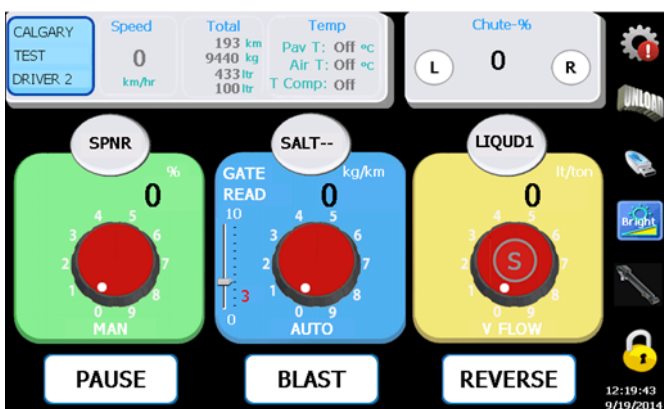 CALGARY
TEST
DRIVER 2
Speed
0
km/hr
Total
193 km
9440 kg
433 ltr
100 ltr
Temp
Pav T: Off ºc
Air T: Off ºc
T Comp: Off
Chute-%
L 0 R
UNLOAD
SPNR
%
0
0 1 2 3 4 5 6 7 8 9
MAN
SALT--
GATE
READ
kg/km
0
10
3
0
0 1 2 3 4 5 6 7 8 9
AUTO
LIQUD1
lt/ton
0
0 1 2 3 4 5 6 7 8 9
S
V FLOW
Bright
PAUSE
BLAST
REVERSE
12:19:43
9/19/2014